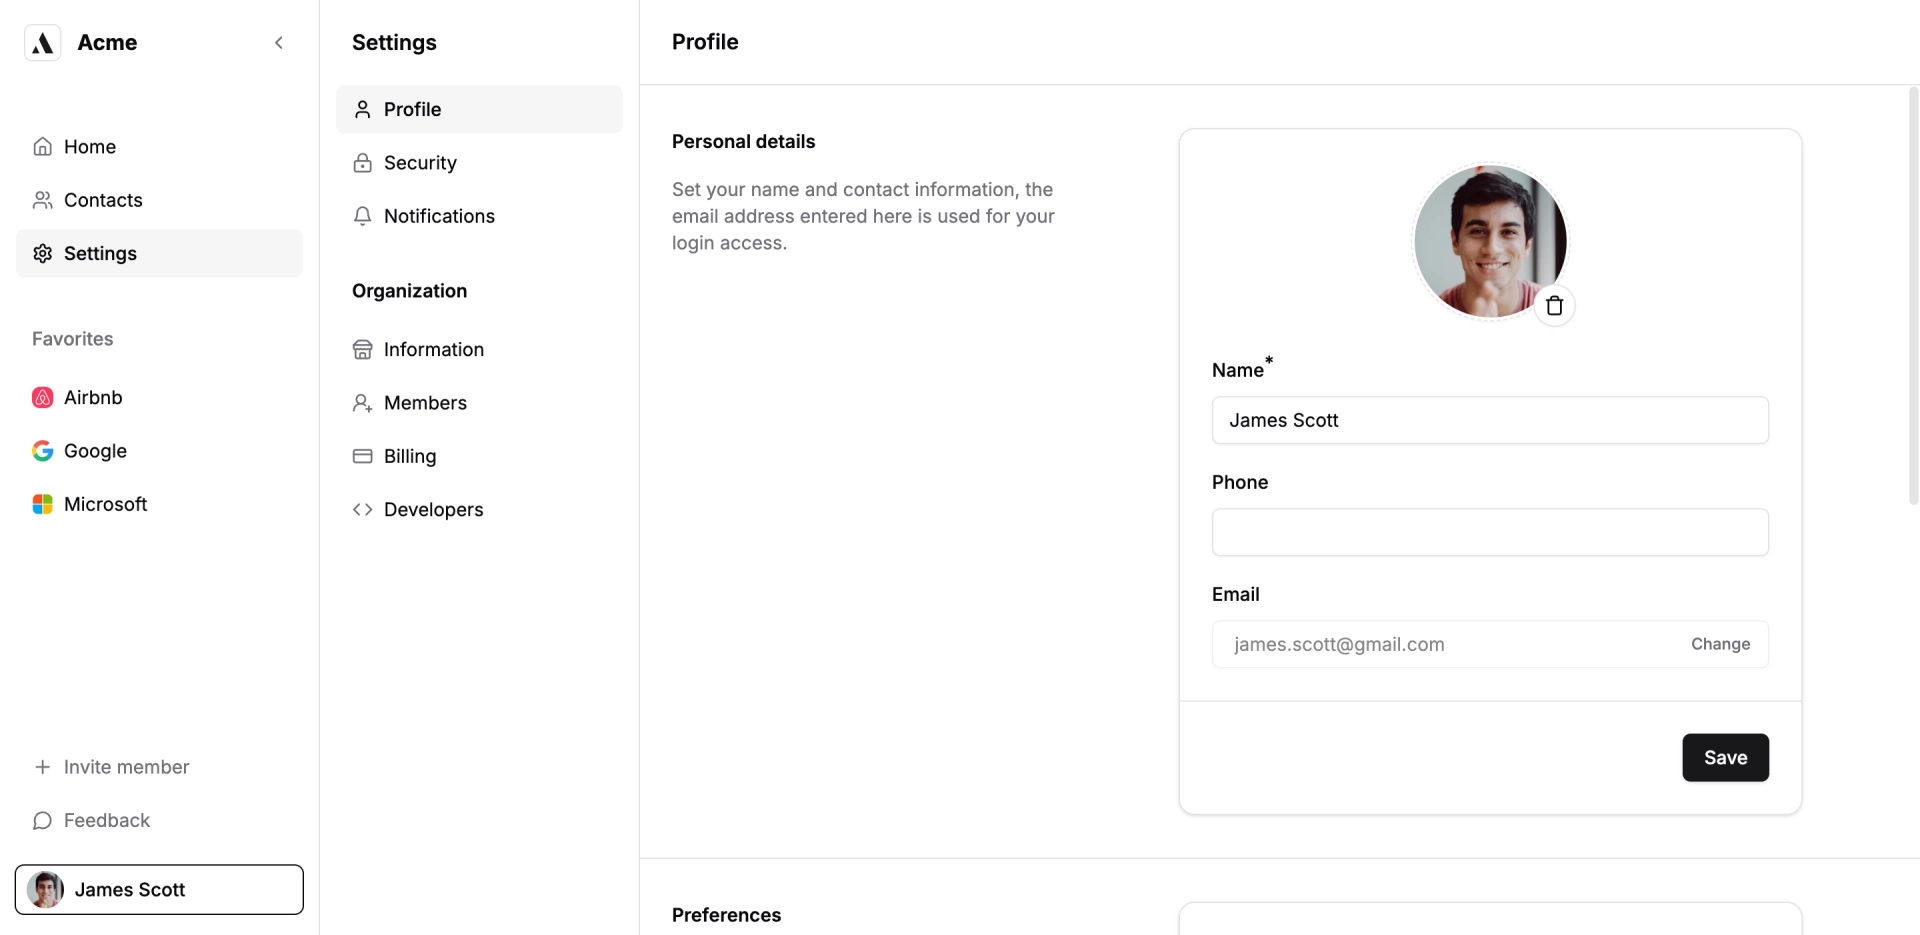 Acme
Home
Contacts
Settings
Favorites
Airbnb
Google
Microsoft
Invite member
Feedback
James Scott
Settings
Profile
Security
Notifications
Organization
Information
Members
Billing
Developers
Profile
Personal details
Set your name and contact information, the
email address entered here is used for your
login access.
Name*
James Scott
Phone
Email
james.scott@gmail.com
Change
Save
Preferences